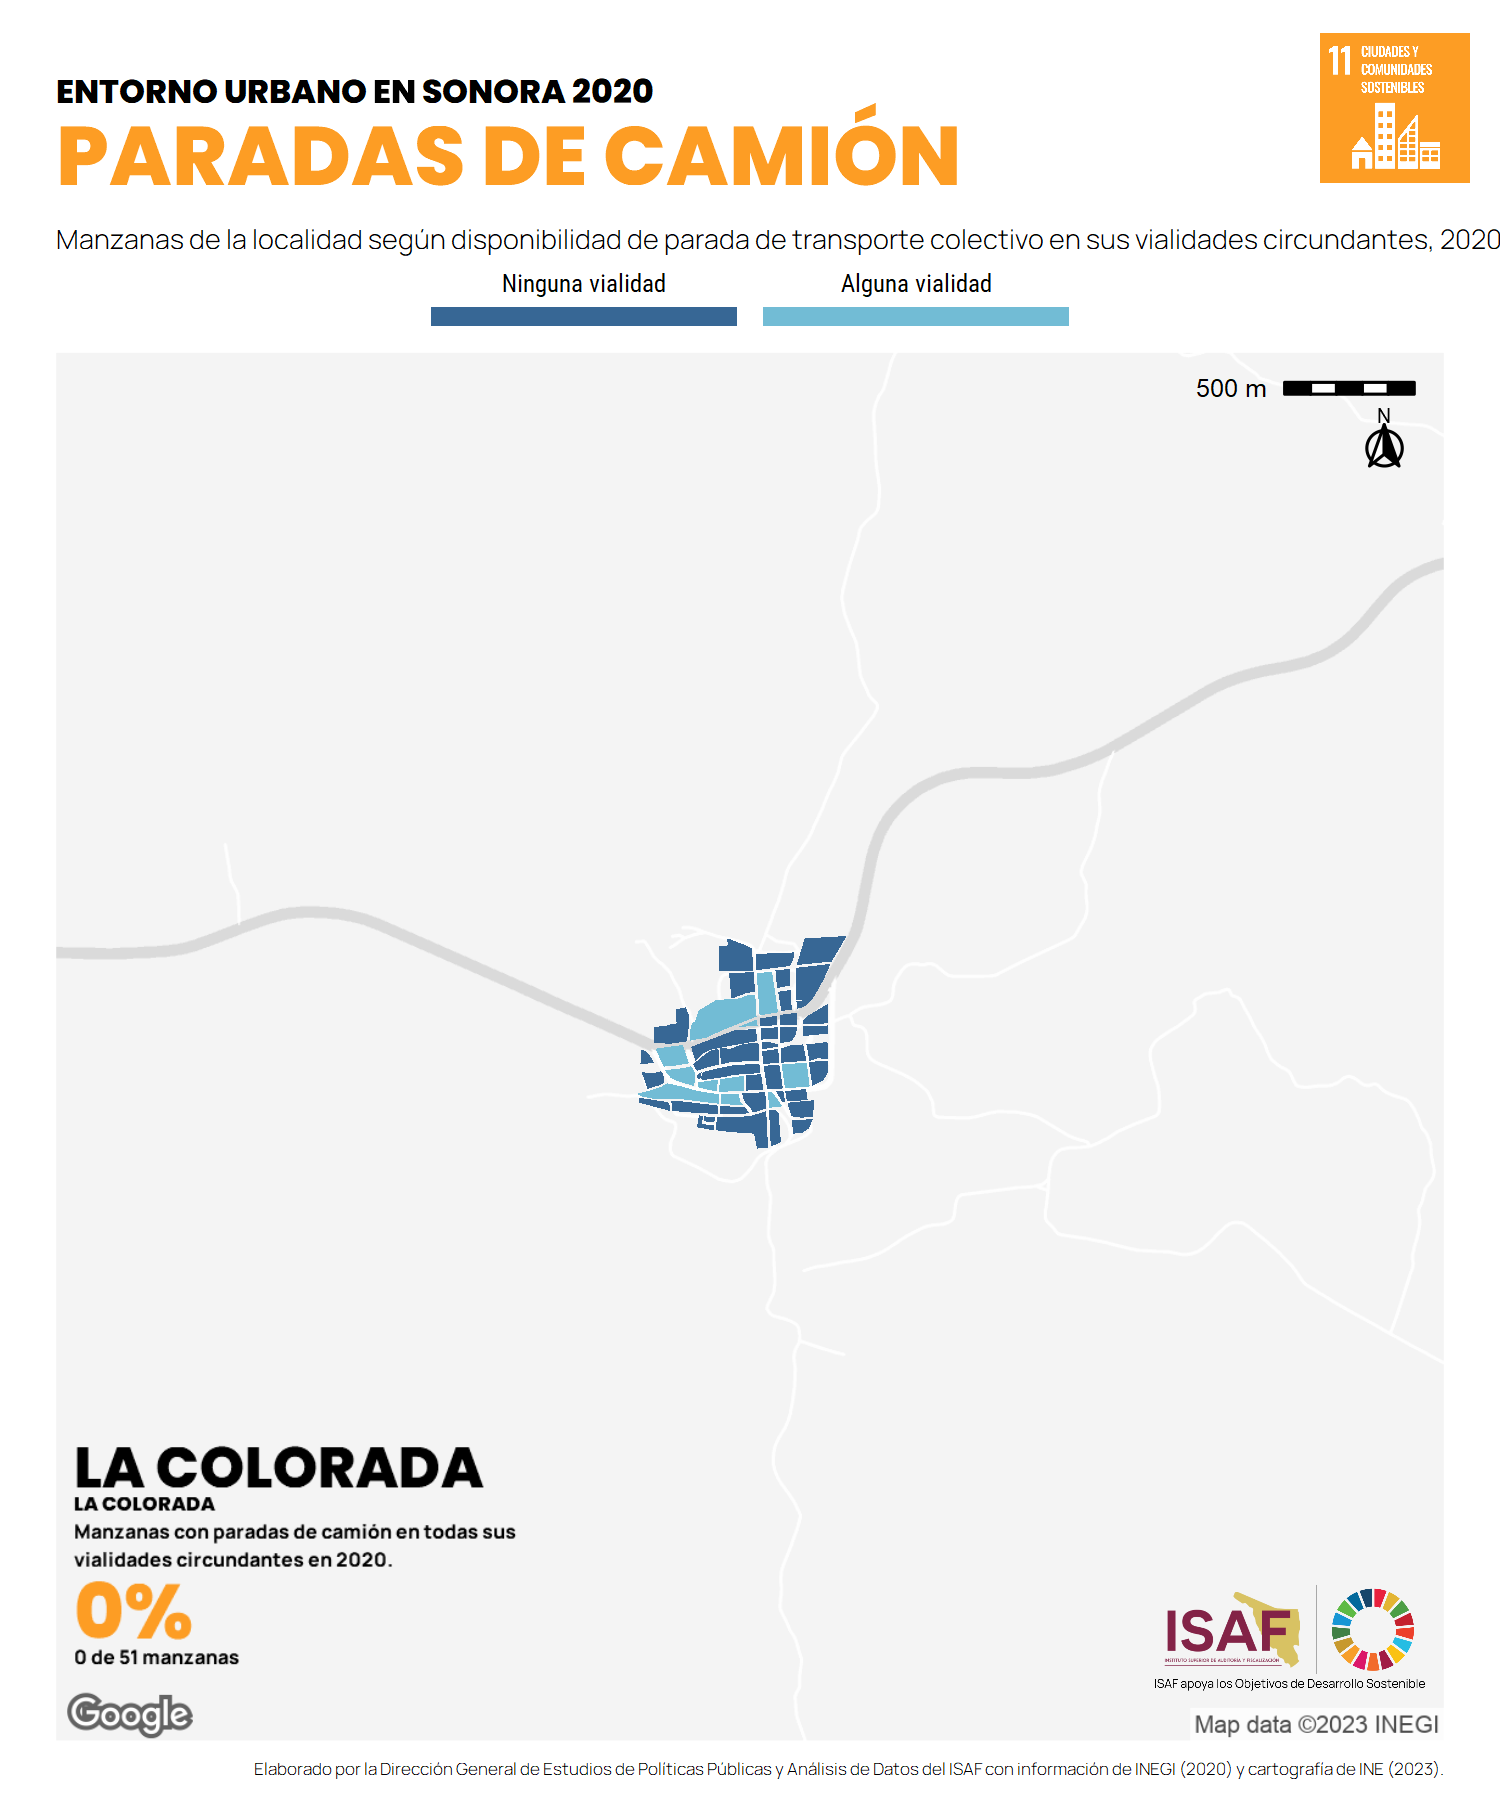 ENTORNO URBANO EN SONORA 2020
PARADAS DE CAMIÓN
11 CIUDADES Y
COMUNIDADES
SOSTENIBLES
Manzanas de la localidad según disponibilidad de parada de transporte colectivo en sus vialidades circundantes, 2020
Ninguna vialidad
Alguna vialidad
500 m
N
LA COLORADA
LA COLORADA
Manzanas con paradas de camión en todas sus
vialidades circundantes en 2020.
0%
0 de 51 manzanas
Google
ISAF
INSTITUTO SUPERIOR DE AUDITORÍA Y FISCALIZACIÓN
ISAF apoya los Objetivos de Desarrollo Sostenible
Map data ©2023 INEGI
Elaborado por la Dirección General de Estudios de Políticas Públicas y Análisis de Datos del ISAF con información de INEGI (2020) y cartografía de INE (2023).